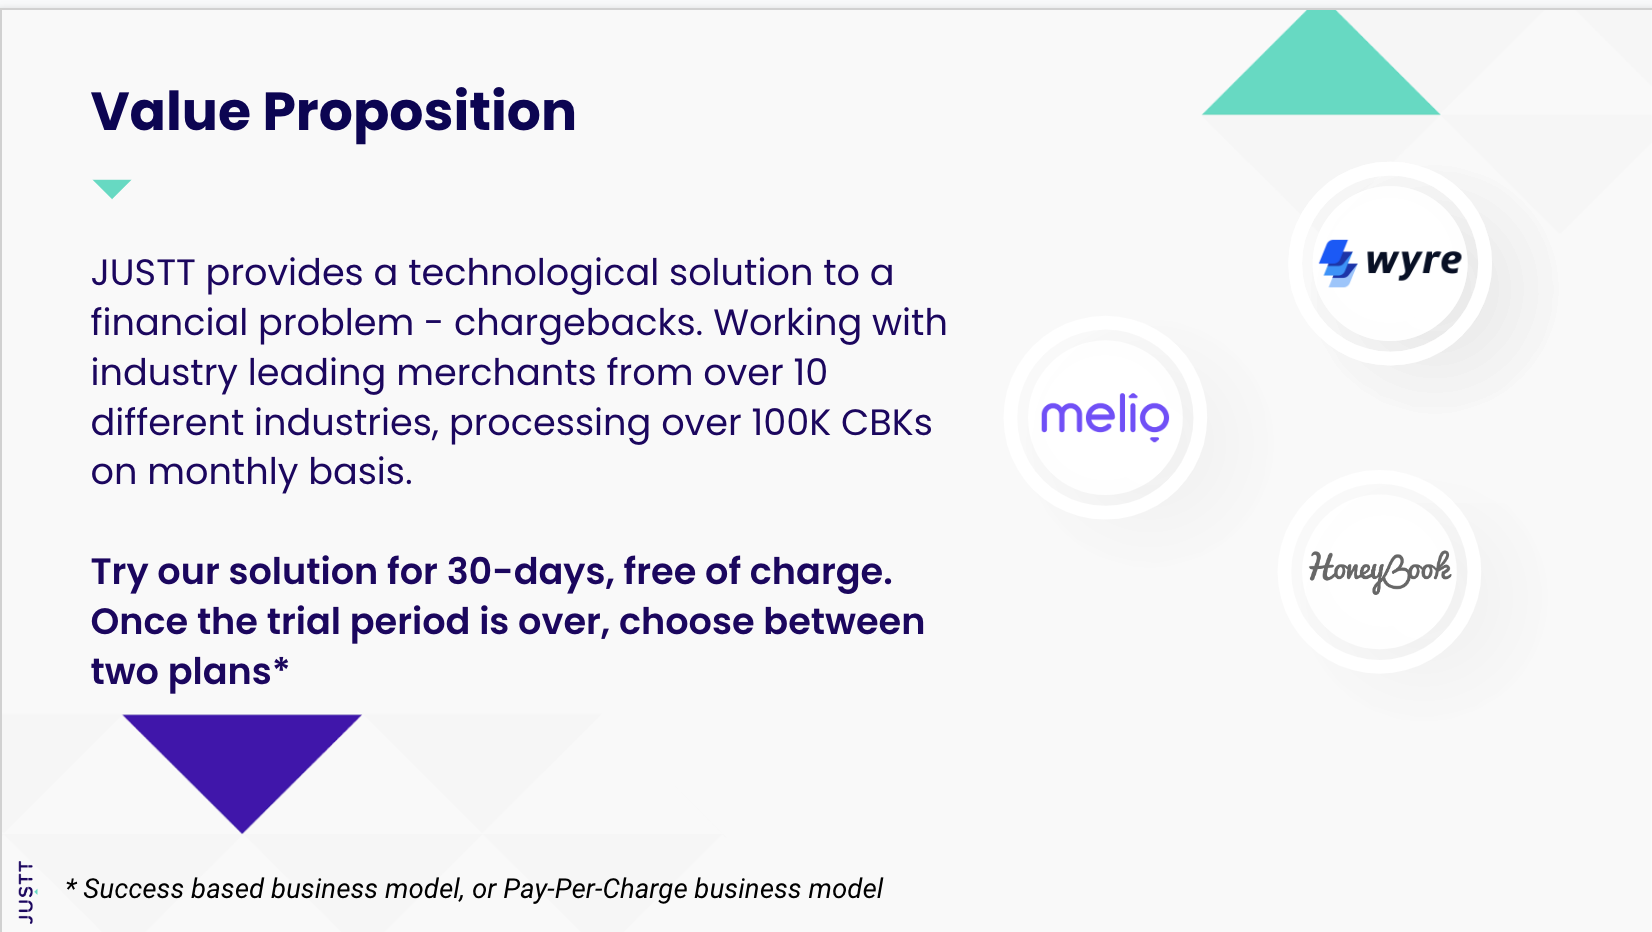 Value Proposition
JUSTT provides a technological solution to a
financial problem - chargebacks. Working with
industry leading merchants from over 10
different industries, processing over 100K CBKs
on monthly basis.
Try our solution for 30-days, free of charge.
Once the trial period is over, choose between
two plans*
wyre
melio
HoneyBook
JUSTT
* Success based business model, or Pay-Per-Charge business model